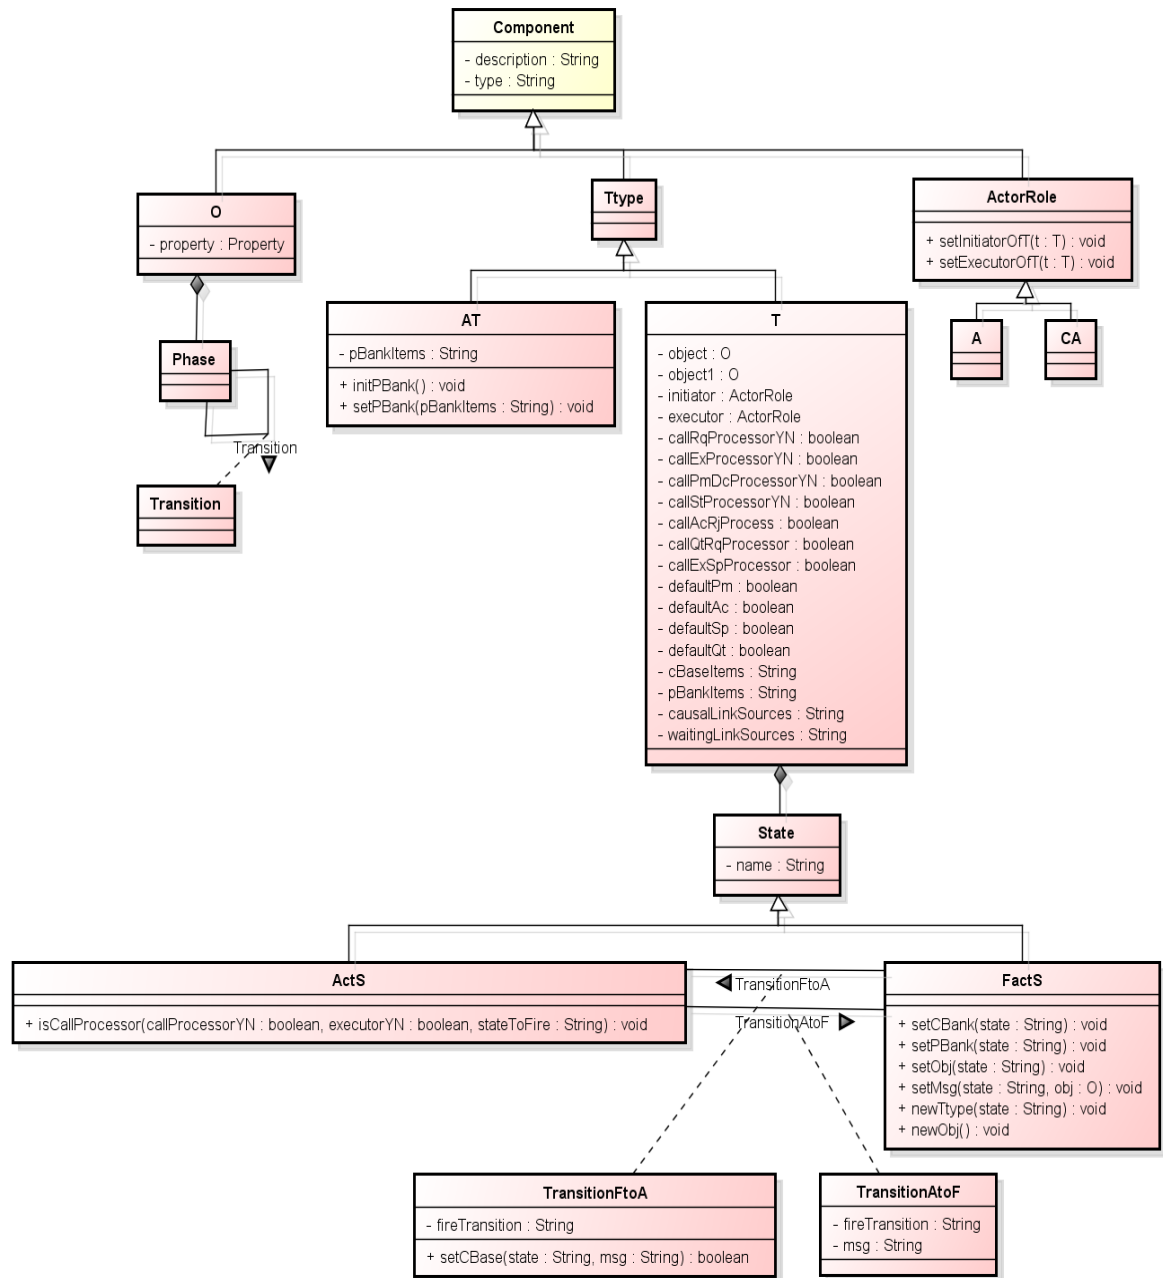 Component
- description : String
- type : String
O
- property : Property
Ttype
ActorRole
+ setInitiatorOfT(t : T) : void
+ setExecutorOfT(t : T) : void
Phase
Transition
Transition
AT
- pBankItems : String
+ initPBank() : void
+ setPBank(pBankItems : String) : void
T
- object : O
- object1 : O
- initiator : ActorRole
- executor : ActorRole
- callRqProcessorYN : boolean
- callExProcessorYN : boolean
- callPmDcProcessorYN : boolean
- callStProcessorYN : boolean
- callAcRjProcess : boolean
- callQtRqProcessor : boolean
- callExSpProcessor : boolean
- defaultPm : boolean
- defaultAc : boolean
- defaultSp : boolean
- defaultQt : boolean
- cBaseItems : String
- pBankItems : String
- causalLinkSources : String
- waitingLinkSources : String
A
CA
State
- name : String
ActS
+ isCallProcessor(callProcessorYN : boolean, executorYN : boolean, stateToFire : String) : void
TransitionFtoA
TransitionAtoF
FactS
+ setCBank(state : String) : void
+ setPBank(state : String) : void
+ setObj(state : String) : void
+ setMsg(state : String, obj : O) : void
+ newTtype(state : String) : void
+ newObj() : void
TransitionFtoA
- fireTransition : String
+ setCBase(state : String, msg : String) : boolean
TransitionAtoF
- fireTransition : String
- msg : String